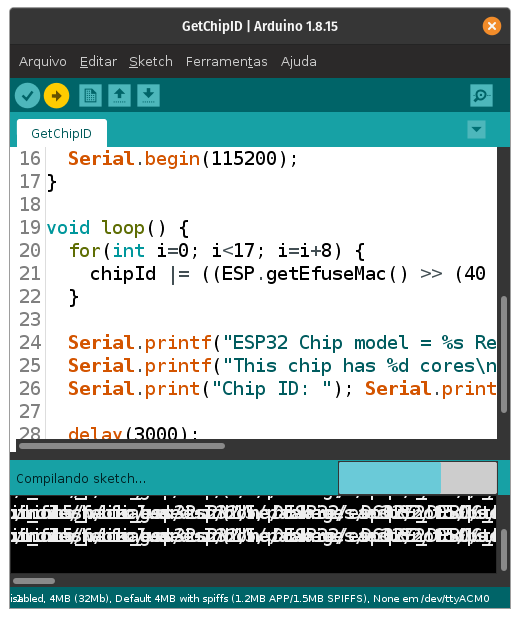 GetChipID | Arduino 1.8.15
Arquivo Editar Sketch Ferramentas Ajuda
GetChipID
16 Serial.begin(115200);
17 }
18
19 void loop() {
20 for(int i=0; i<17; i=i+8) {
21 chipId |= ((ESP.getEfuseMac() >> (40
22 }
23
24 Serial.printf("ESP32 Chip model = %s Re
25 Serial.printf("This chip has %d cores\n
26 Serial.print("Chip ID: "); Serial.print
27
28 delay(3000);
Compilando sketch...
4MB (32Mb), Default 4MB with spiffs (1.2MB APP/1.5MB SPIFFS), None em /dev/ttyACM0